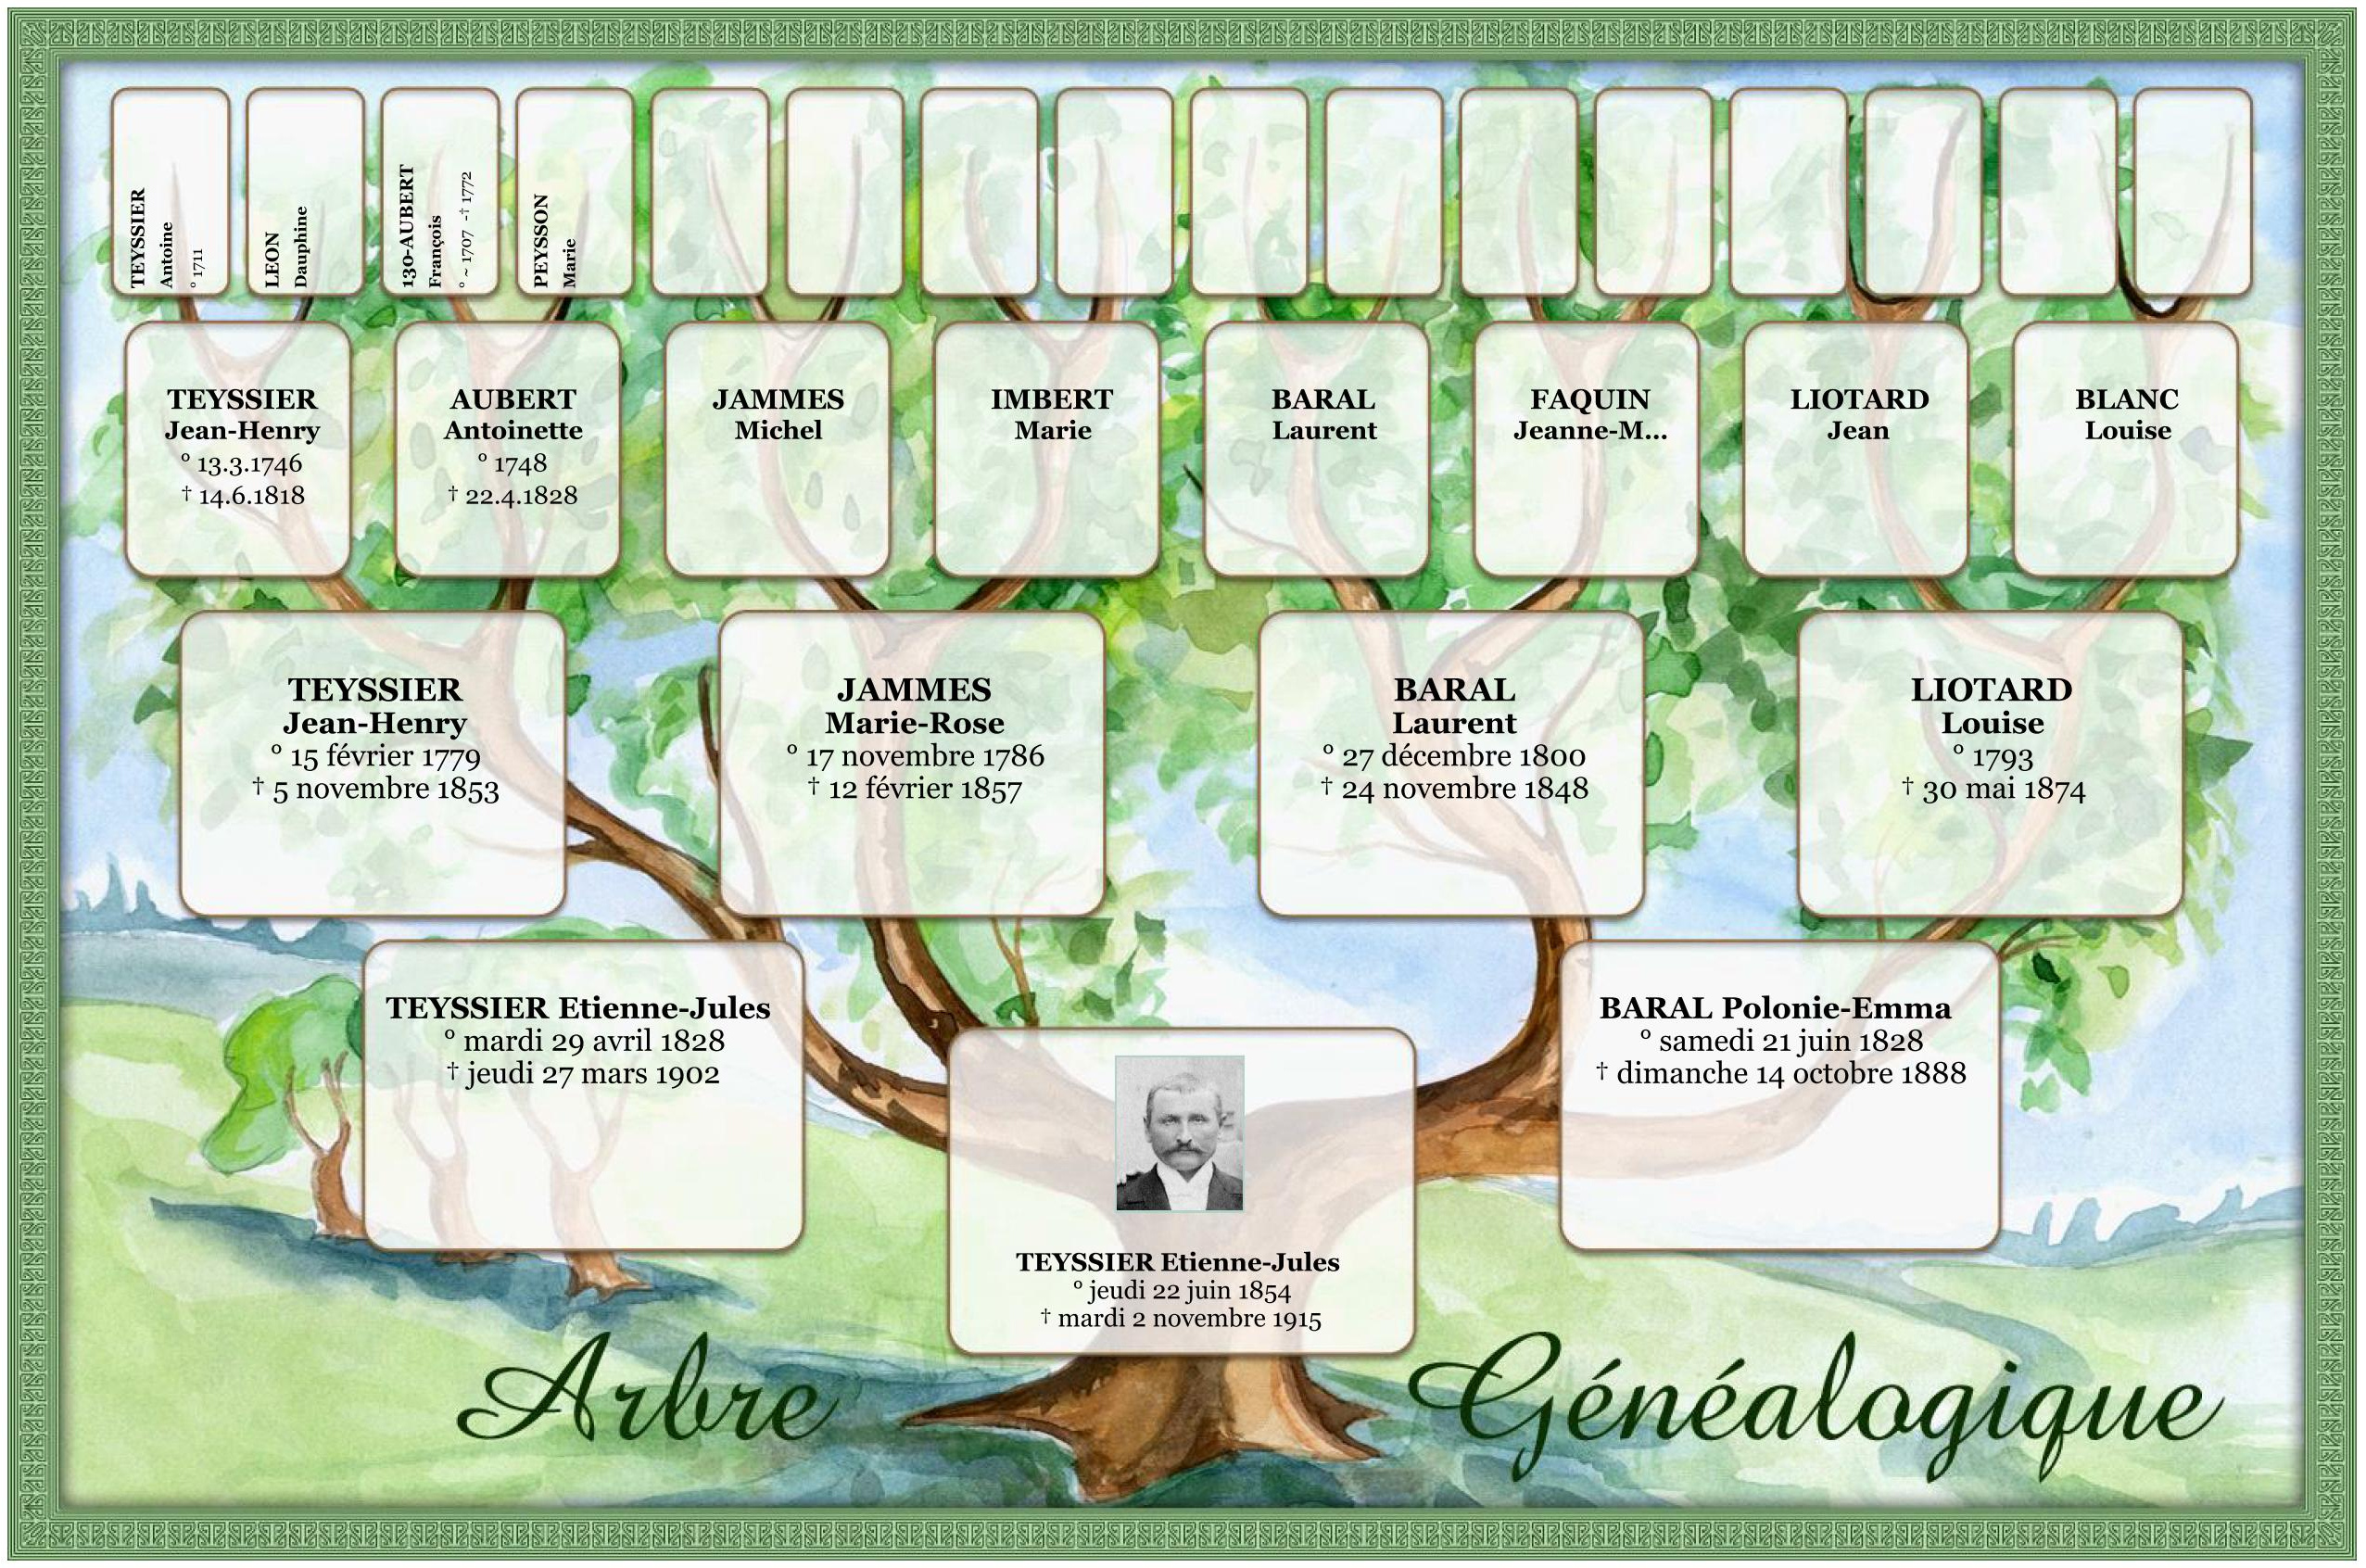 TEYSSIER
Antoine
° 1711
LEON
Dauphine
130-AUBERT
François
° ~ 1707 -† 1772
PEYSSON
Marie
TEYSSIER
Jean-Henry
° 13.3.1746
† 14.6.1818
AUBERT
Antoinette
° 1748
† 22.4.1828
JAMMES
Michel
IMBERT
Marie
BARAL
Laurent
FAQUIN
Jeanne-M...
LIOTARD
Jean
BLANC
Louise
TEYSSIER
Jean-Henry
° 15 février 1779
† 5 novembre 1853
JAMMES
Marie-Rose
° 17 novembre 1786
† 12 février 1857
BARAL
Laurent
° 27 décembre 1800
† 24 novembre 1848
LIOTARD
Louise
° 1793
† 30 mai 1874
TEYSSIER Etienne-Jules
° mardi 29 avril 1828
† jeudi 27 mars 1902
BARAL Polonie-Emma
° samedi 21 juin 1828
† dimanche 14 octobre 1888
TEYSSIER Etienne-Jules
° jeudi 22 juin 1854
† mardi 2 novembre 1915
Arbre Généalogique